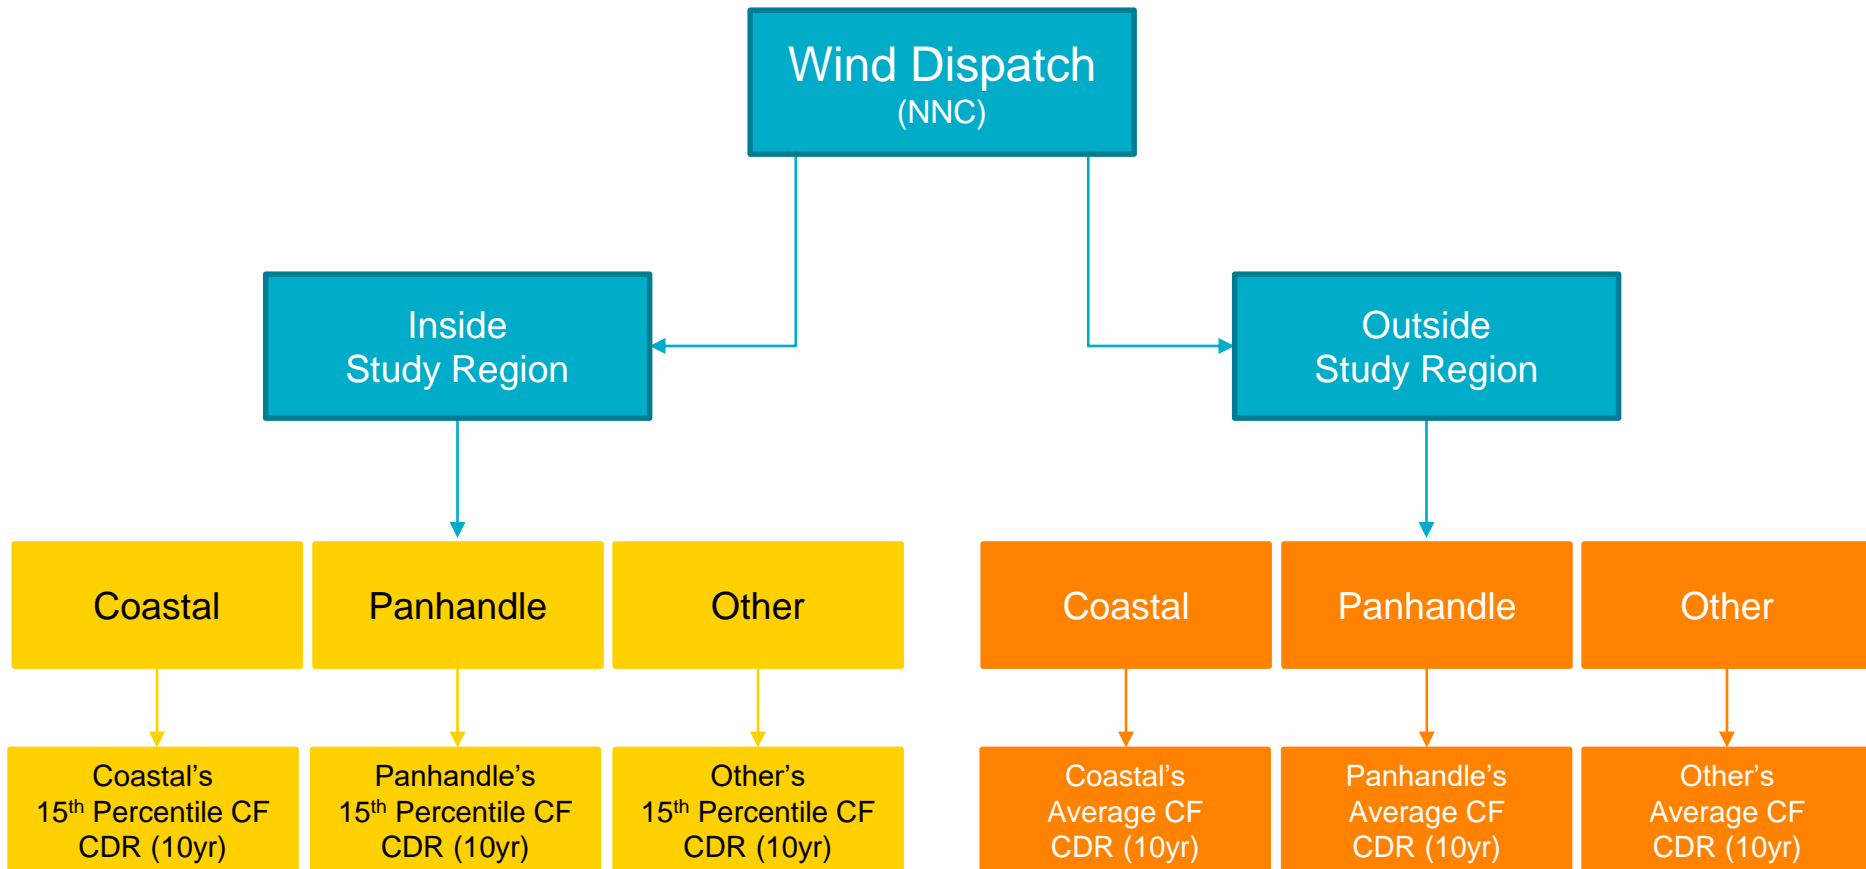 Wind Dispatch
(NNC)
Inside
Study Region
Outside
Study Region
Coastal
Panhandle
Other
Coastal
Panhandle
Other
Coastal’s
15th Percentile CF
CDR (10yr)
Panhandle’s
15th Percentile CF
CDR (10yr)
Other’s
15th Percentile CF
CDR (10yr)
Coastal’s
Average CF
CDR (10yr)
Panhandle’s
Average CF
CDR (10yr)
Other’s
Average CF
CDR (10yr)